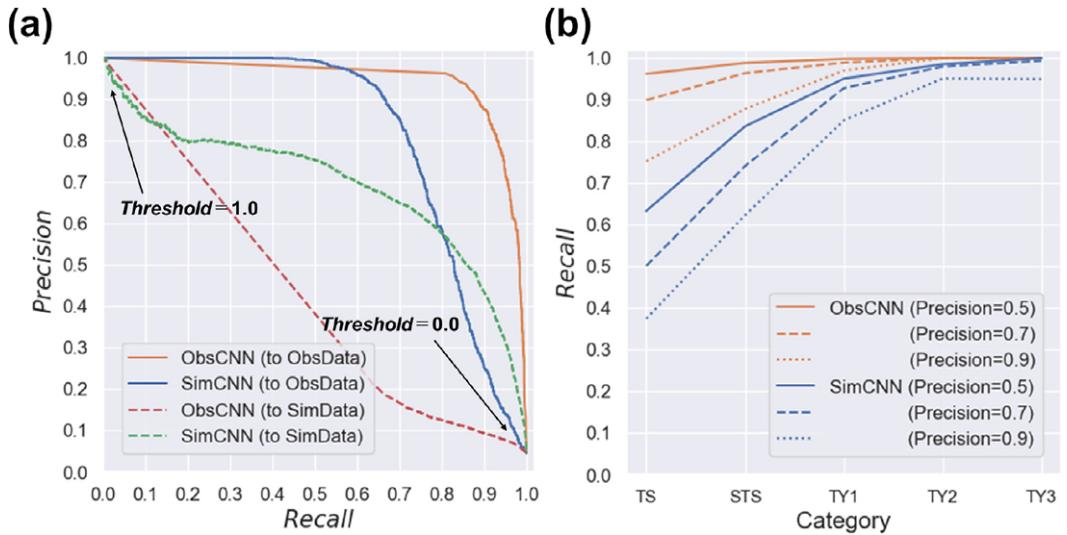 (a)
Precision
1.0
0.9
0.8
0.7
0.6
0.5
0.4
0.3
0.2
0.1
0.0
Threshold=1.0
Threshold=0.0
ObsCNN (to ObsData)
SimCNN (to ObsData)
ObsCNN (to SimData)
SimCNN (to SimData)
0.0 0.1 0.2 0.3 0.4 0.5 0.6 0.7 0.8 0.9 1.0
Recall
(b)
Recall
1.0
0.9
0.8
0.7
0.6
0.5
0.4
0.3
0.2
0.1
0.0
ObsCNN (Precision=0.5)
(Precision=0.7)
(Precision=0.9)
SimCNN (Precision=0.5)
(Precision=0.7)
(Precision=0.9)
TS STS TY1 TY2 TY3
Category